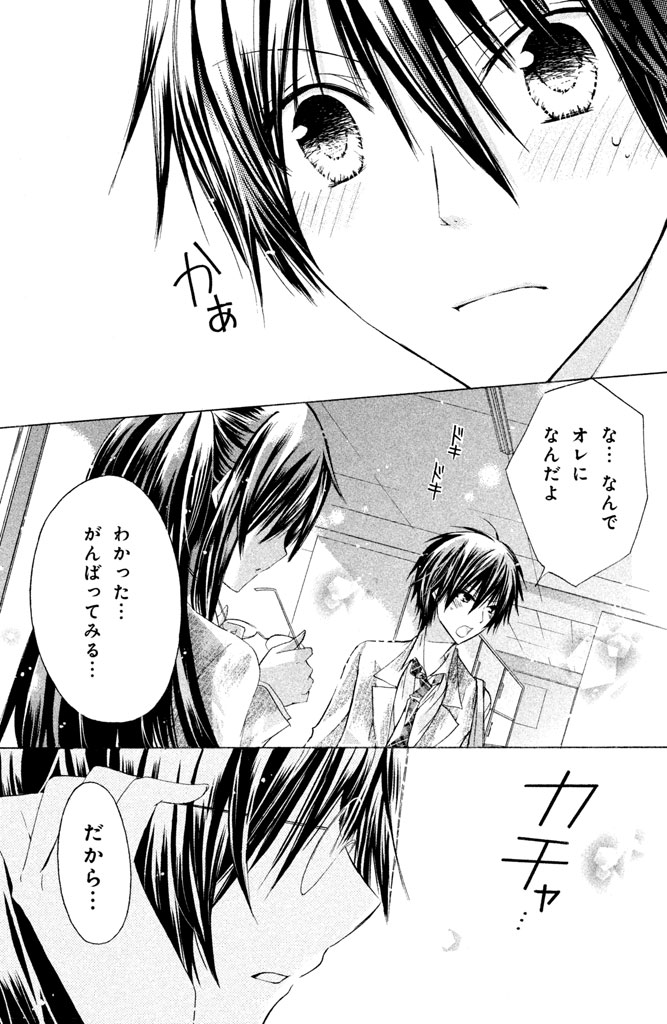 かぁ
な…なんで
オレに
なんだよ
ドキ
ドキ
わかった…
がんばってみる…
カチャ…
だから…